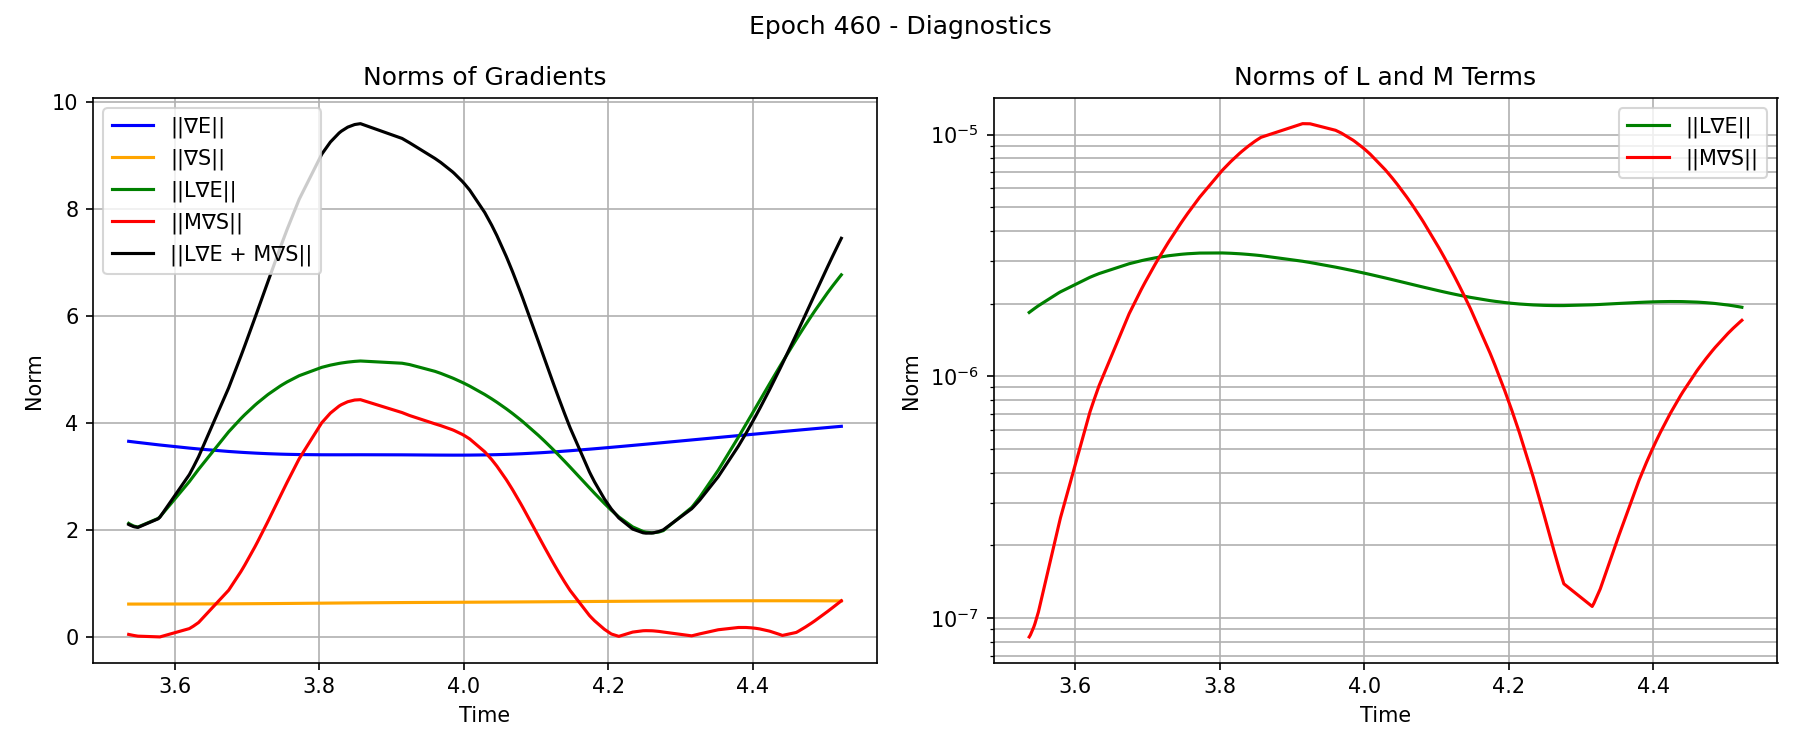 Epoch 460 - Diagnostics
Norms of Gradients
10
8
6
4
2
0
Norm
||∇E||
||∇S||
||L∇E||
||M∇S||
||L∇E + M∇S||
3.6 3.8 4.0 4.2 4.4
Time
Norms of L and M Terms
10⁻⁵
10⁻⁶
10⁻⁷
Norm
||L∇E||
||M∇S||
3.6 3.8 4.0 4.2 4.4
Time